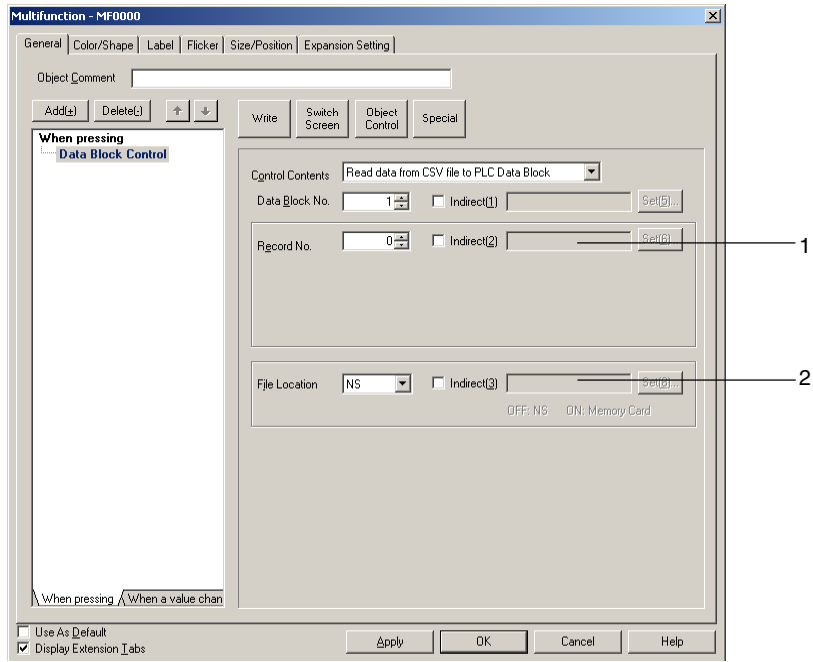 Multifunction - MF0000
General Color/Shape Label Flicker Size/Position Expansion Setting
Object Comment
Add(+) Delete(-)
Write Switch Screen Object Control Special
When pressing
Data Block Control
Control Contents Read data from CSV file to PLC Data Block
Data Block No. 1 Indirect(1) Set(5)...
Record No. 0 Indirect(2) Set(6)... 1
File Location NS Indirect(3) Set(8)... 2
OFF: NS ON: Memory Card
When pressing When a value chan
Use As Default
Display Extension Tabs
Apply OK Cancel Help